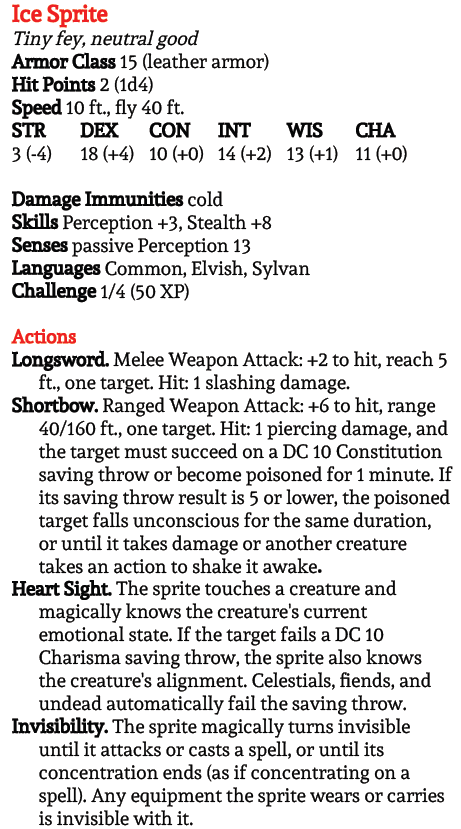 Ice Sprite
Tiny fey, neutral good
Armor Class 15 (leather armor)
Hit Points 2 (1d4)
Speed 10 ft., fly 40 ft.
STR DEX CON INT WIS CHA
3 (-4) 18 (+4) 10 (+0) 14 (+2) 13 (+1) 11 (+0)
Damage Immunities cold
Skills Perception +3, Stealth +8
Senses passive Perception 13
Languages Common, Elvish, Sylvan
Challenge 1/4 (50 XP)
Actions
Longsword. Melee Weapon Attack: +2 to hit, reach 5
ft., one target. Hit: 1 slashing damage.
Shortbow. Ranged Weapon Attack: +6 to hit, range
40/160 ft., one target. Hit: 1 piercing damage, and
the target must succeed on a DC 10 Constitution
saving throw or become poisoned for 1 minute. If
its saving throw result is 5 or lower, the poisoned
target falls unconscious for the same duration,
or until it takes damage or another creature
takes an action to shake it awake.
Heart Sight. The sprite touches a creature and
magically knows the creature's current
emotional state. If the target fails a DC 10
Charisma saving throw, the sprite also knows
the creature's alignment. Celestials, fiends, and
undead automatically fail the saving throw.
Invisibility. The sprite magically turns invisible
until it attacks or casts a spell, or until its
concentration ends (as if concentrating on a
spell). Any equipment the sprite wears or carries
is invisible with it.